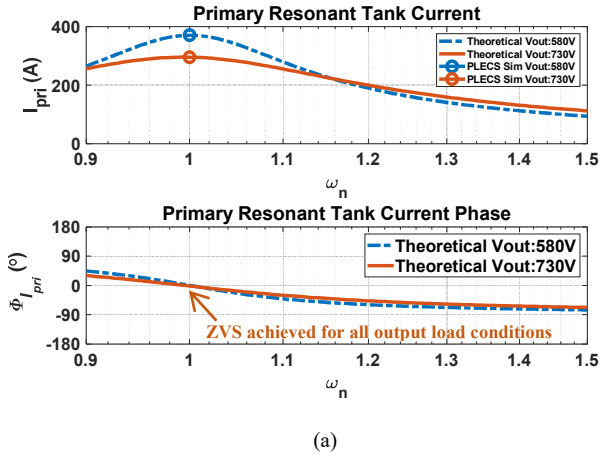 Primary Resonant Tank Current
400
200
0
I_pri (A)
Theoretical Vout:580V
Theoretical Vout:730V
PLECS Sim Vout:580V
PLECS Sim Vout:730V
0.9 1 1.1 1.2 1.3 1.4 1.5
ω_n
Primary Resonant Tank Current Phase
180
90
0
-90
-180
Φ_I_pri (°)
Theoretical Vout:580V
Theoretical Vout:730V
ZVS achieved for all output load conditions
0.9 1 1.1 1.2 1.3 1.4 1.5
ω_n
(a)